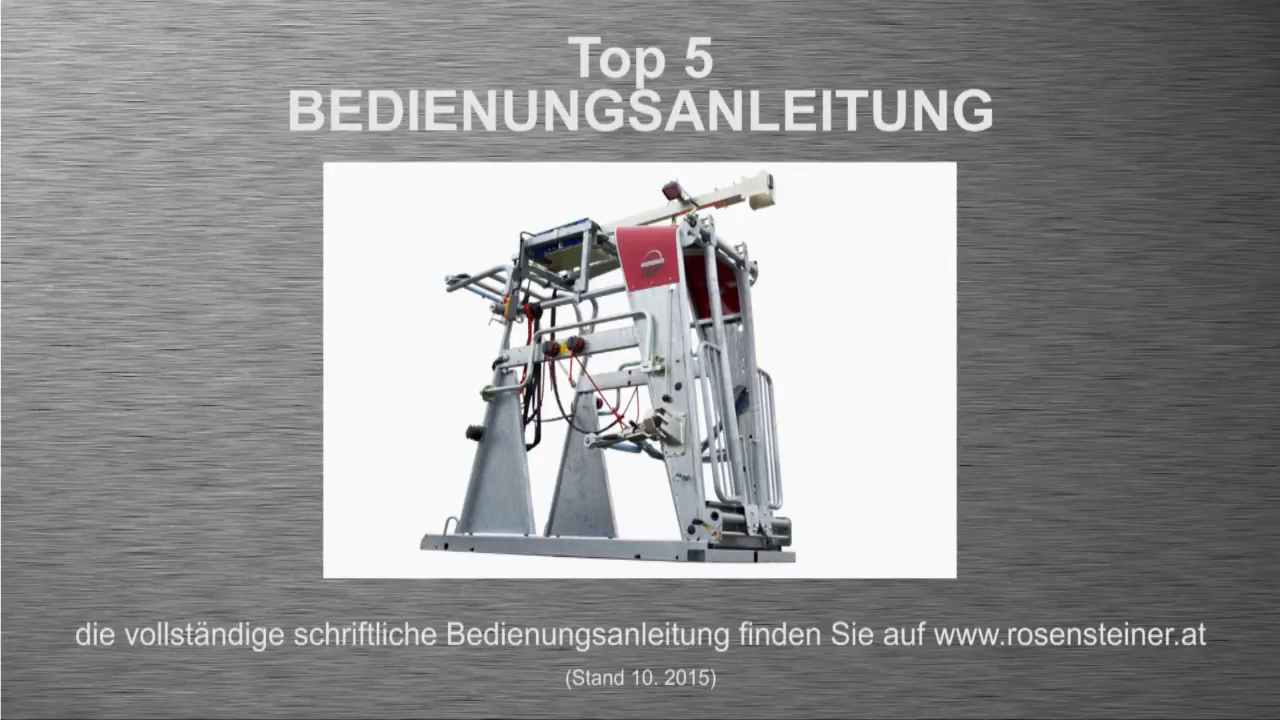 Top 5
BEDIENUNGSANLEITUNG
die vollständige schriftliche Bedienungsanleitung finden Sie auf www.rosensteiner.at
(Stand 10. 2015)